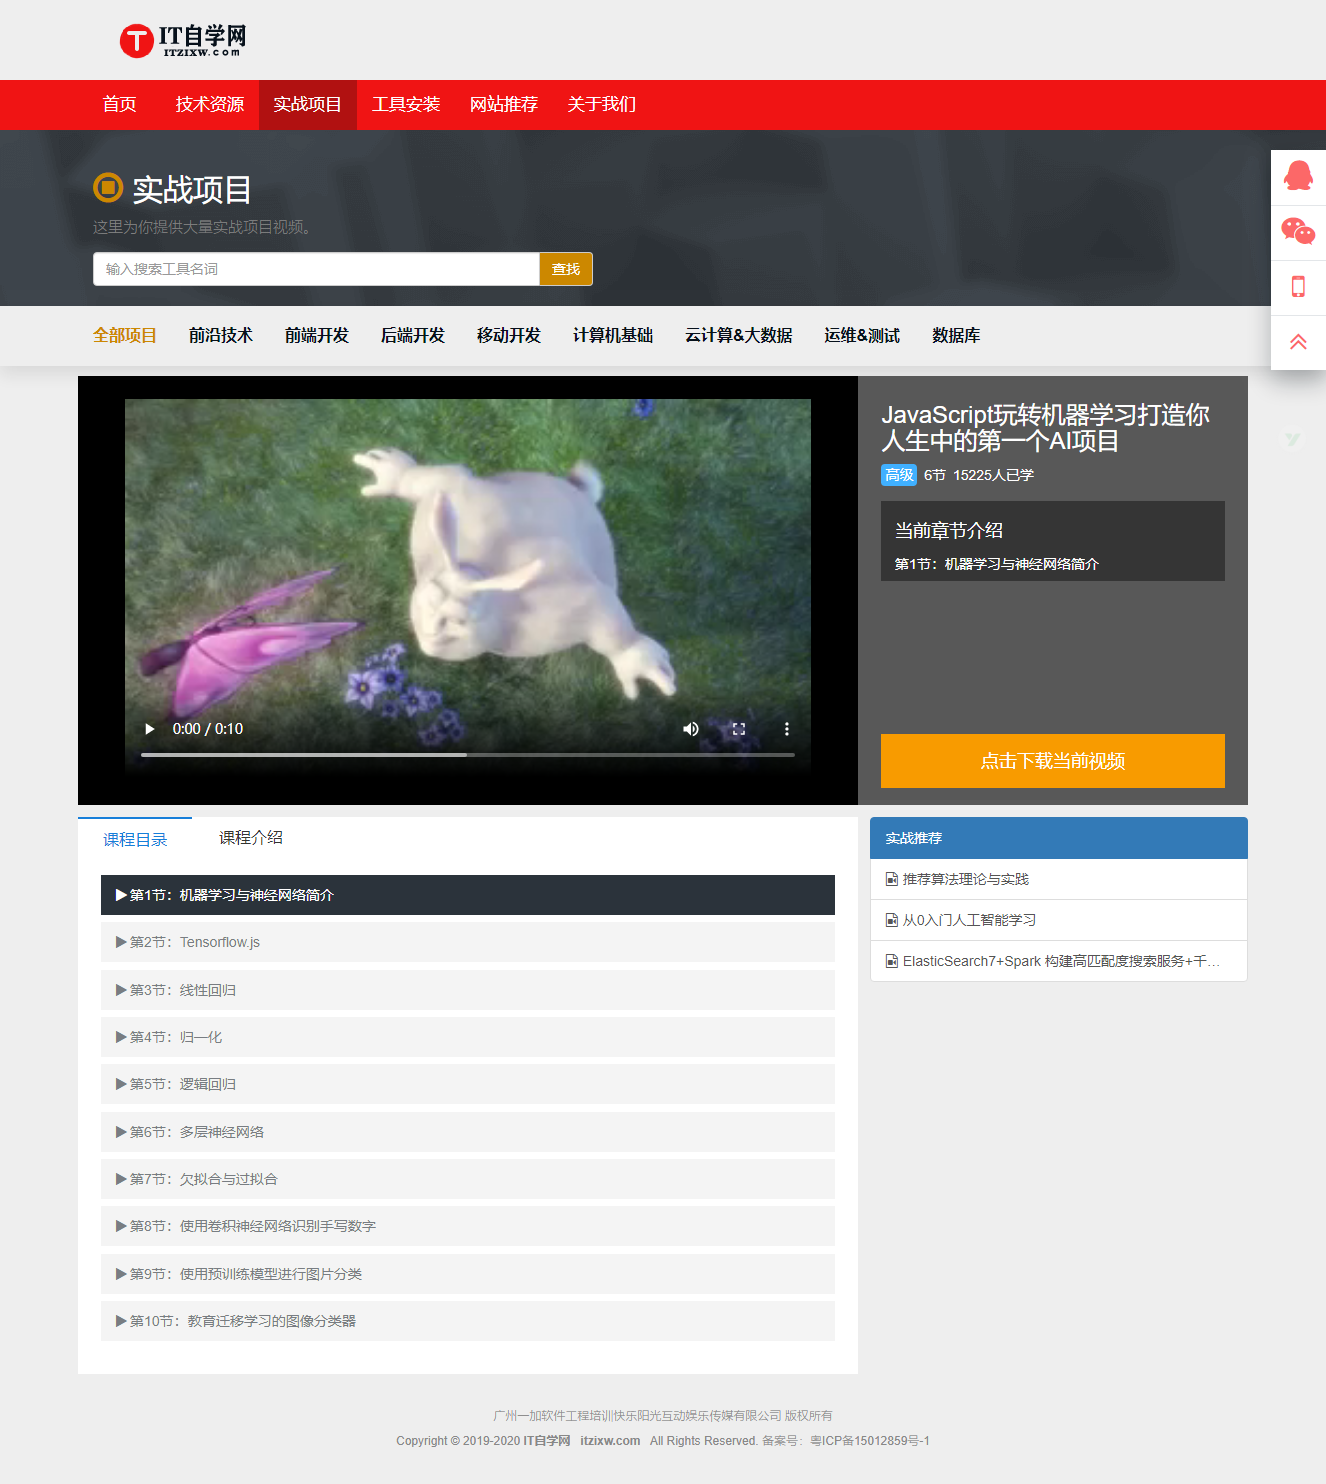 IT自学网
ITZIXW.com
首页 技术资源 实战项目 工具安装 网站推荐 关于我们
实战项目
这里为你提供大量实战项目视频。
输入搜索工具名词 查找
全部项目 前沿技术 前端开发 后端开发 移动开发 计算机基础 云计算&大数据 运维&测试 数据库
JavaScript玩转机器学习打造你
人生中的第一个AI项目
高级 6节 15225人已学
当前章节介绍
第1节：机器学习与神经网络简介
0:00 / 0:10
点击下载当前视频
课程目录 课程介绍
第1节：机器学习与神经网络简介
第2节：Tensorflow.js
第3节：线性回归
第4节：归一化
第5节：逻辑回归
第6节：多层神经网络
第7节：欠拟合与过拟合
第8节：使用卷积神经网络识别手写数字
第9节：使用预训练模型进行图片分类
第10节：教育迁移学习的图像分类器
实战推荐
推荐算法理论与实践
从0入门人工智能学习
ElasticSearch7+Spark 构建高匹配度搜索服务+千...
广州一加软件工程培训快乐阳光互动娱乐传媒有限公司 版权所有
Copyright © 2019-2020 IT自学网 itzixw.com All Rights Reserved. 备案号：粤ICP备15012859号-1